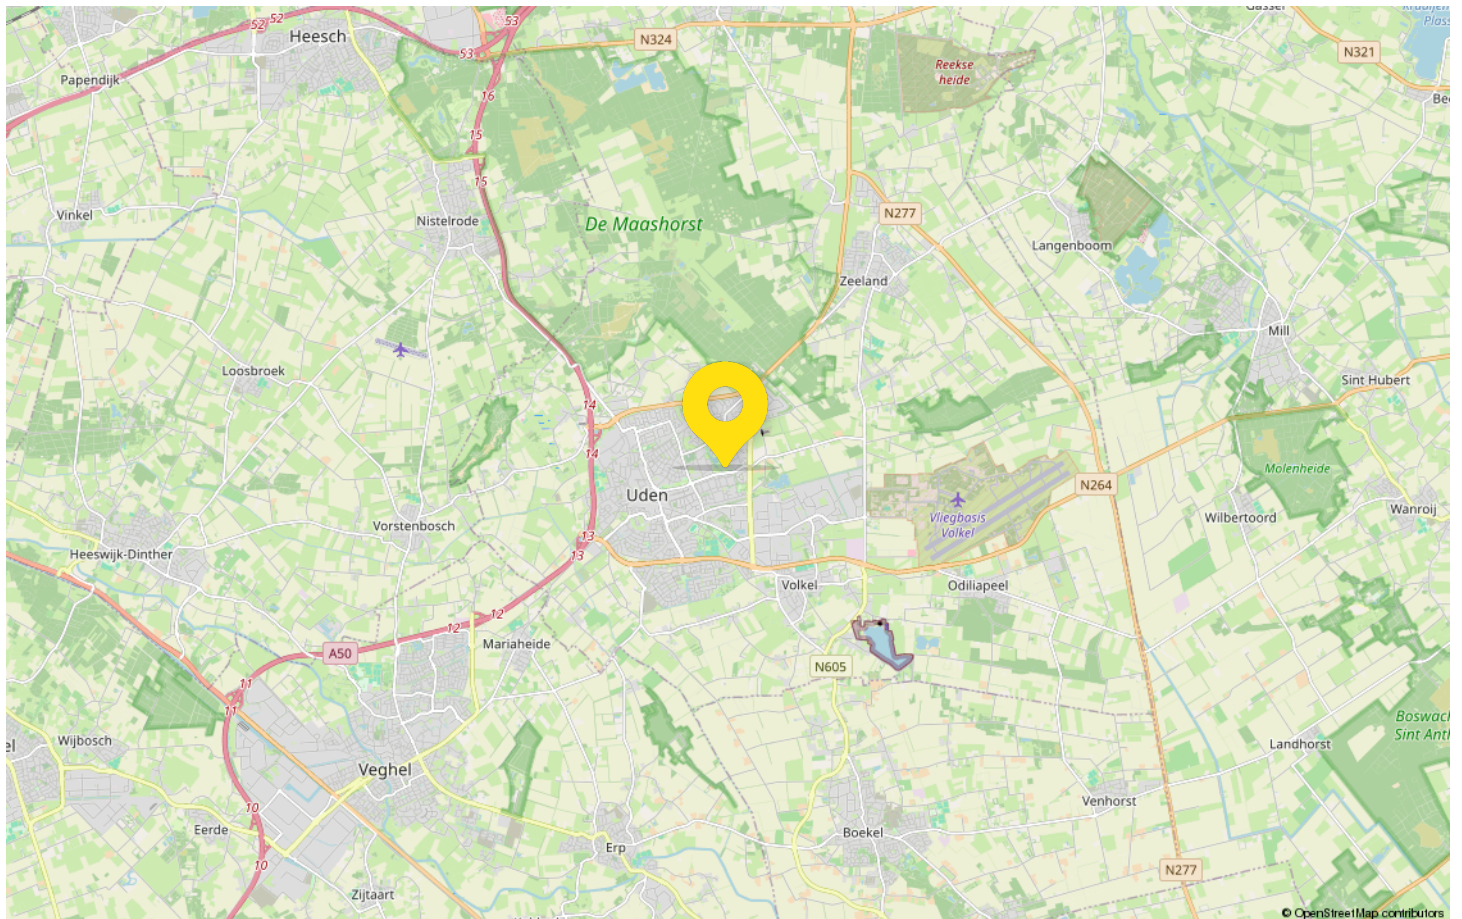 Gassel
52
52
53
Heesch
N324
53
N321
Papendijk
Reekse
heide
16
15
15
Vinkel
Nistelrode
De Maashorst
N277
Langenboom
Zeeland
Mill
Loosbroek
Sint Hubert
14
14
Molenheide
N264
Uden
Vliegbasis
Volkel
Wilbertoord
Wanroij
Vorstenbosch
13
13
Heeswijk-Dinther
Volkel
Odiliapeel
12
12
Mariaheide
A50
N605
11
11
Wijbosch
Landhorst
Veghel
Venhorst
10
Eerde
Boekel
Erp
10
N277
Zijtaart
© OpenStreetMap contributors